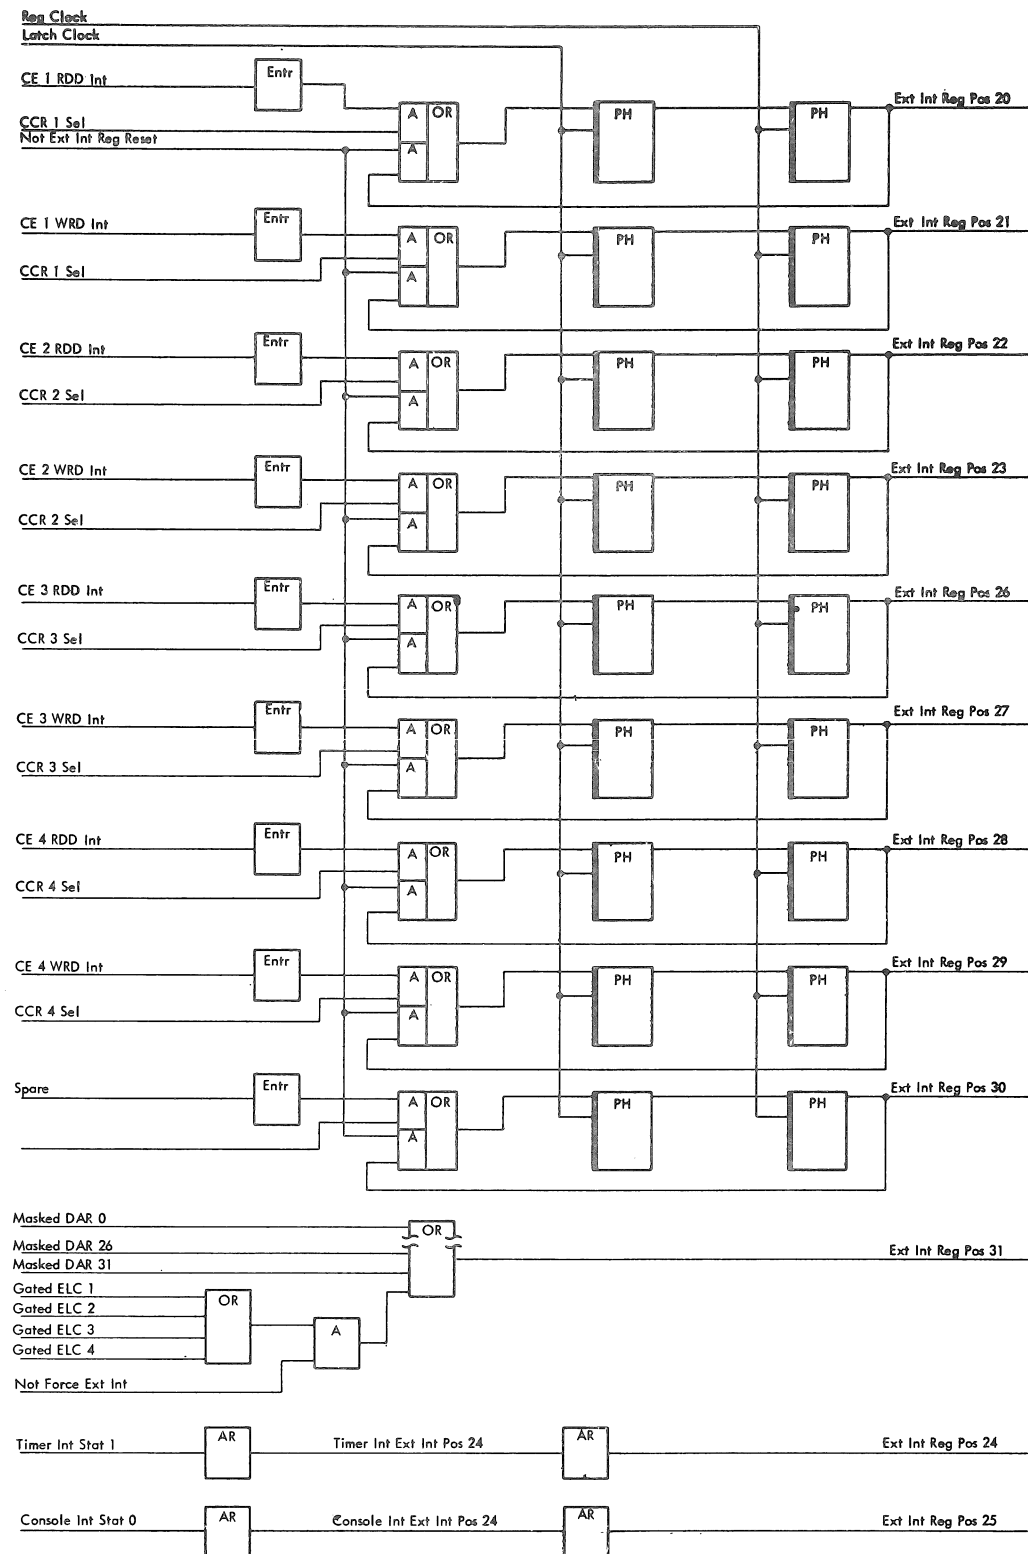 Reg Clock
Latch Clock
CE 1 RDD Int
Entr
Ext Int Reg Pos 20
A OR
PH
PH
CCR 1 Sel
Not Ext Int Reg Reset
A
CE 1 WRD Int
Entr
Ext Int Reg Pos 21
A OR
PH
PH
CCR 1 Sel
A
CE 2 RDD Int
Entr
Ext Int Reg Pos 22
A OR
PH
PH
CCR 2 Sel
A
CE 2 WRD Int
Entr
Ext Int Reg Pos 23
A OR
PH
PH
CCR 2 Sel
A
CE 3 RDD Int
Entr
Ext Int Reg Pos 26
A OR
PH
PH
CCR 3 Sel
A
CE 3 WRD Int
Entr
Ext Int Reg Pos 27
A OR
PH
PH
CCR 3 Sel
A
CE 4 RDD Int
Entr
Ext Int Reg Pos 28
A OR
PH
PH
CCR 4 Sel
A
CE 4 WRD Int
Entr
Ext Int Reg Pos 29
A OR
PH
PH
CCR 4 Sel
A
Spare
Entr
Ext Int Reg Pos 30
A OR
PH
PH
A
Masked DAR 0
OR
Masked DAR 26
Ext Int Reg Pos 31
Masked DAR 31
Gated ELC 1
OR
Gated ELC 2
Gated ELC 3
A
Gated ELC 4
Not Force Ext Int
Timer Int Stat 1
AR
Timer Int Ext Int Pos 24
AR
Ext Int Reg Pos 24
Console Int Stat 0
AR
Console Int Ext Int Pos 24
AR
Ext Int Reg Pos 25